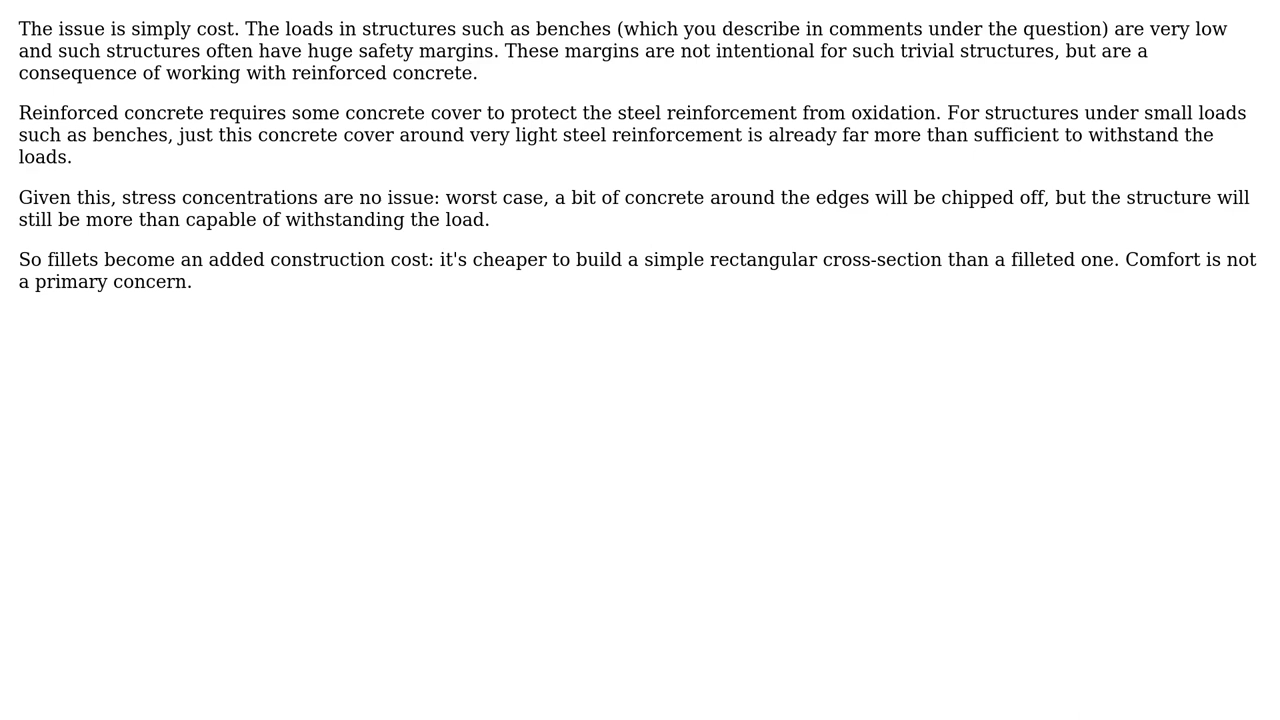 The issue is simply cost. The loads in structures such as benches (which you describe in comments under the question) are very low
and such structures often have huge safety margins. These margins are not intentional for such trivial structures, but are a
consequence of working with reinforced concrete.
Reinforced concrete requires some concrete cover to protect the steel reinforcement from oxidation. For structures under small loads
such as benches, just this concrete cover around very light steel reinforcement is already far more than sufficient to withstand the
loads.
Given this, stress concentrations are no issue: worst case, a bit of concrete around the edges will be chipped off, but the structure will
still be more than capable of withstanding the load.
So fillets become an added construction cost: it's cheaper to build a simple rectangular cross-section than a filleted one. Comfort is not
a primary concern.